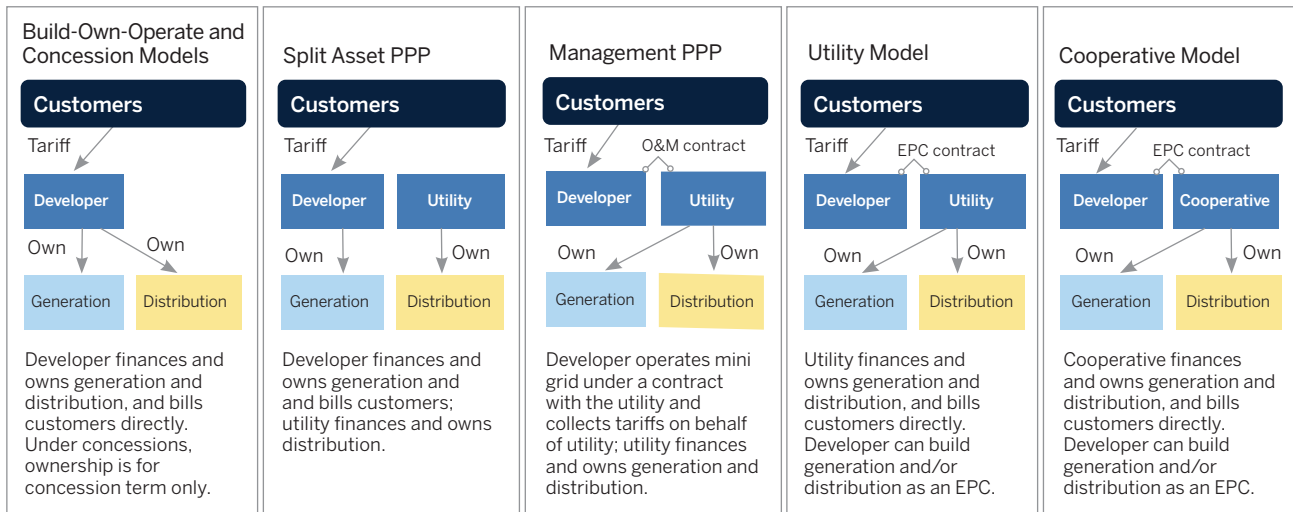 Build-Own-Operate and
Concession Models
Customers
Tariff
Developer
Own
Own
Generation
Distribution
Developer finances and
owns generation and
distribution, and bills
customers directly.
Under concessions,
ownership is for
concession term only.
Split Asset PPP
Customers
Tariff
Developer
Utility
Own
Own
Generation
Distribution
Developer finances and
owns generation and
and bills customers;
utility finances and owns
distribution.
Management PPP
Customers
Tariff
O&M contract
Developer
Utility
Own
Own
Generation
Distribution
Developer operates mini
grid under a contract
with the utility and
collects tariffs on behalf
of utility; utility finances
and owns generation and
distribution.
Utility Model
Customers
Tariff
EPC contract
Developer
Utility
Own
Own
Generation
Distribution
Utility finances and
owns generation and
distribution, and bills
customers directly.
Developer can build
generation and/or
distribution as an EPC.
Cooperative Model
Customers
Tariff
EPC contract
Developer
Cooperative
Own
Own
Generation
Distribution
Cooperative finances
and owns generation and
distribution, and bills
customers directly.
Developer can build
generation and/or
distribution as an EPC.